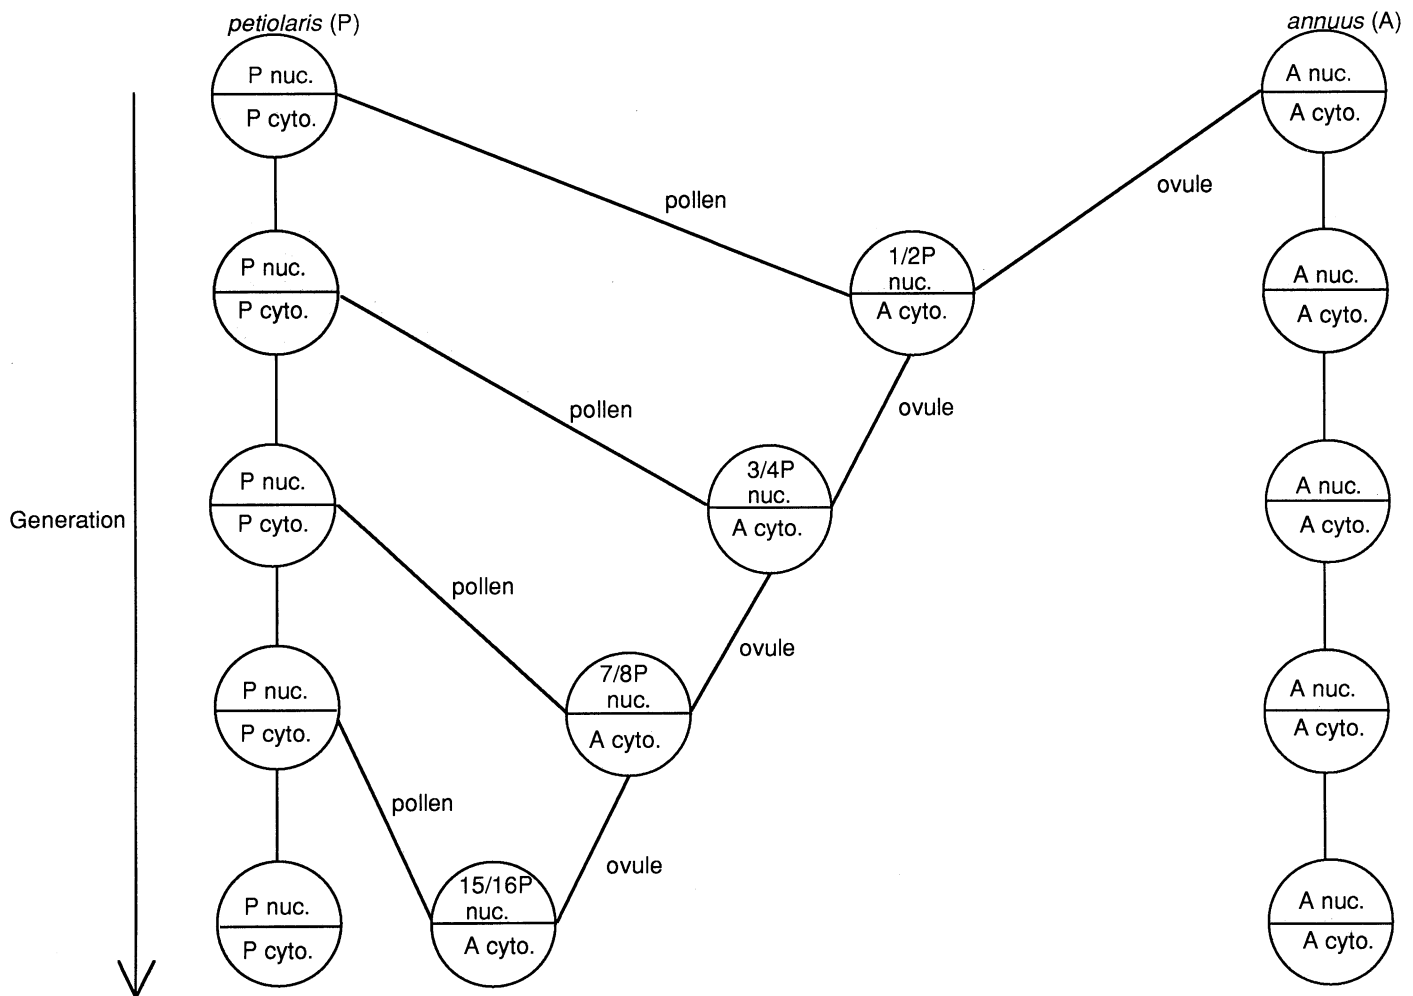 petiolaris (P)
annuus (A)
P nuc.
P cyto.
A nuc.
A cyto.
pollen
ovule
P nuc.
P cyto.
1/2P
nuc.
A cyto.
A nuc.
A cyto.
pollen
ovule
P nuc.
P cyto.
3/4P
nuc.
A cyto.
A nuc.
A cyto.
Generation
pollen
ovule
P nuc.
P cyto.
7/8P
nuc.
A cyto.
A nuc.
A cyto.
pollen
ovule
P nuc.
P cyto.
15/16P
nuc.
A cyto.
A nuc.
A cyto.